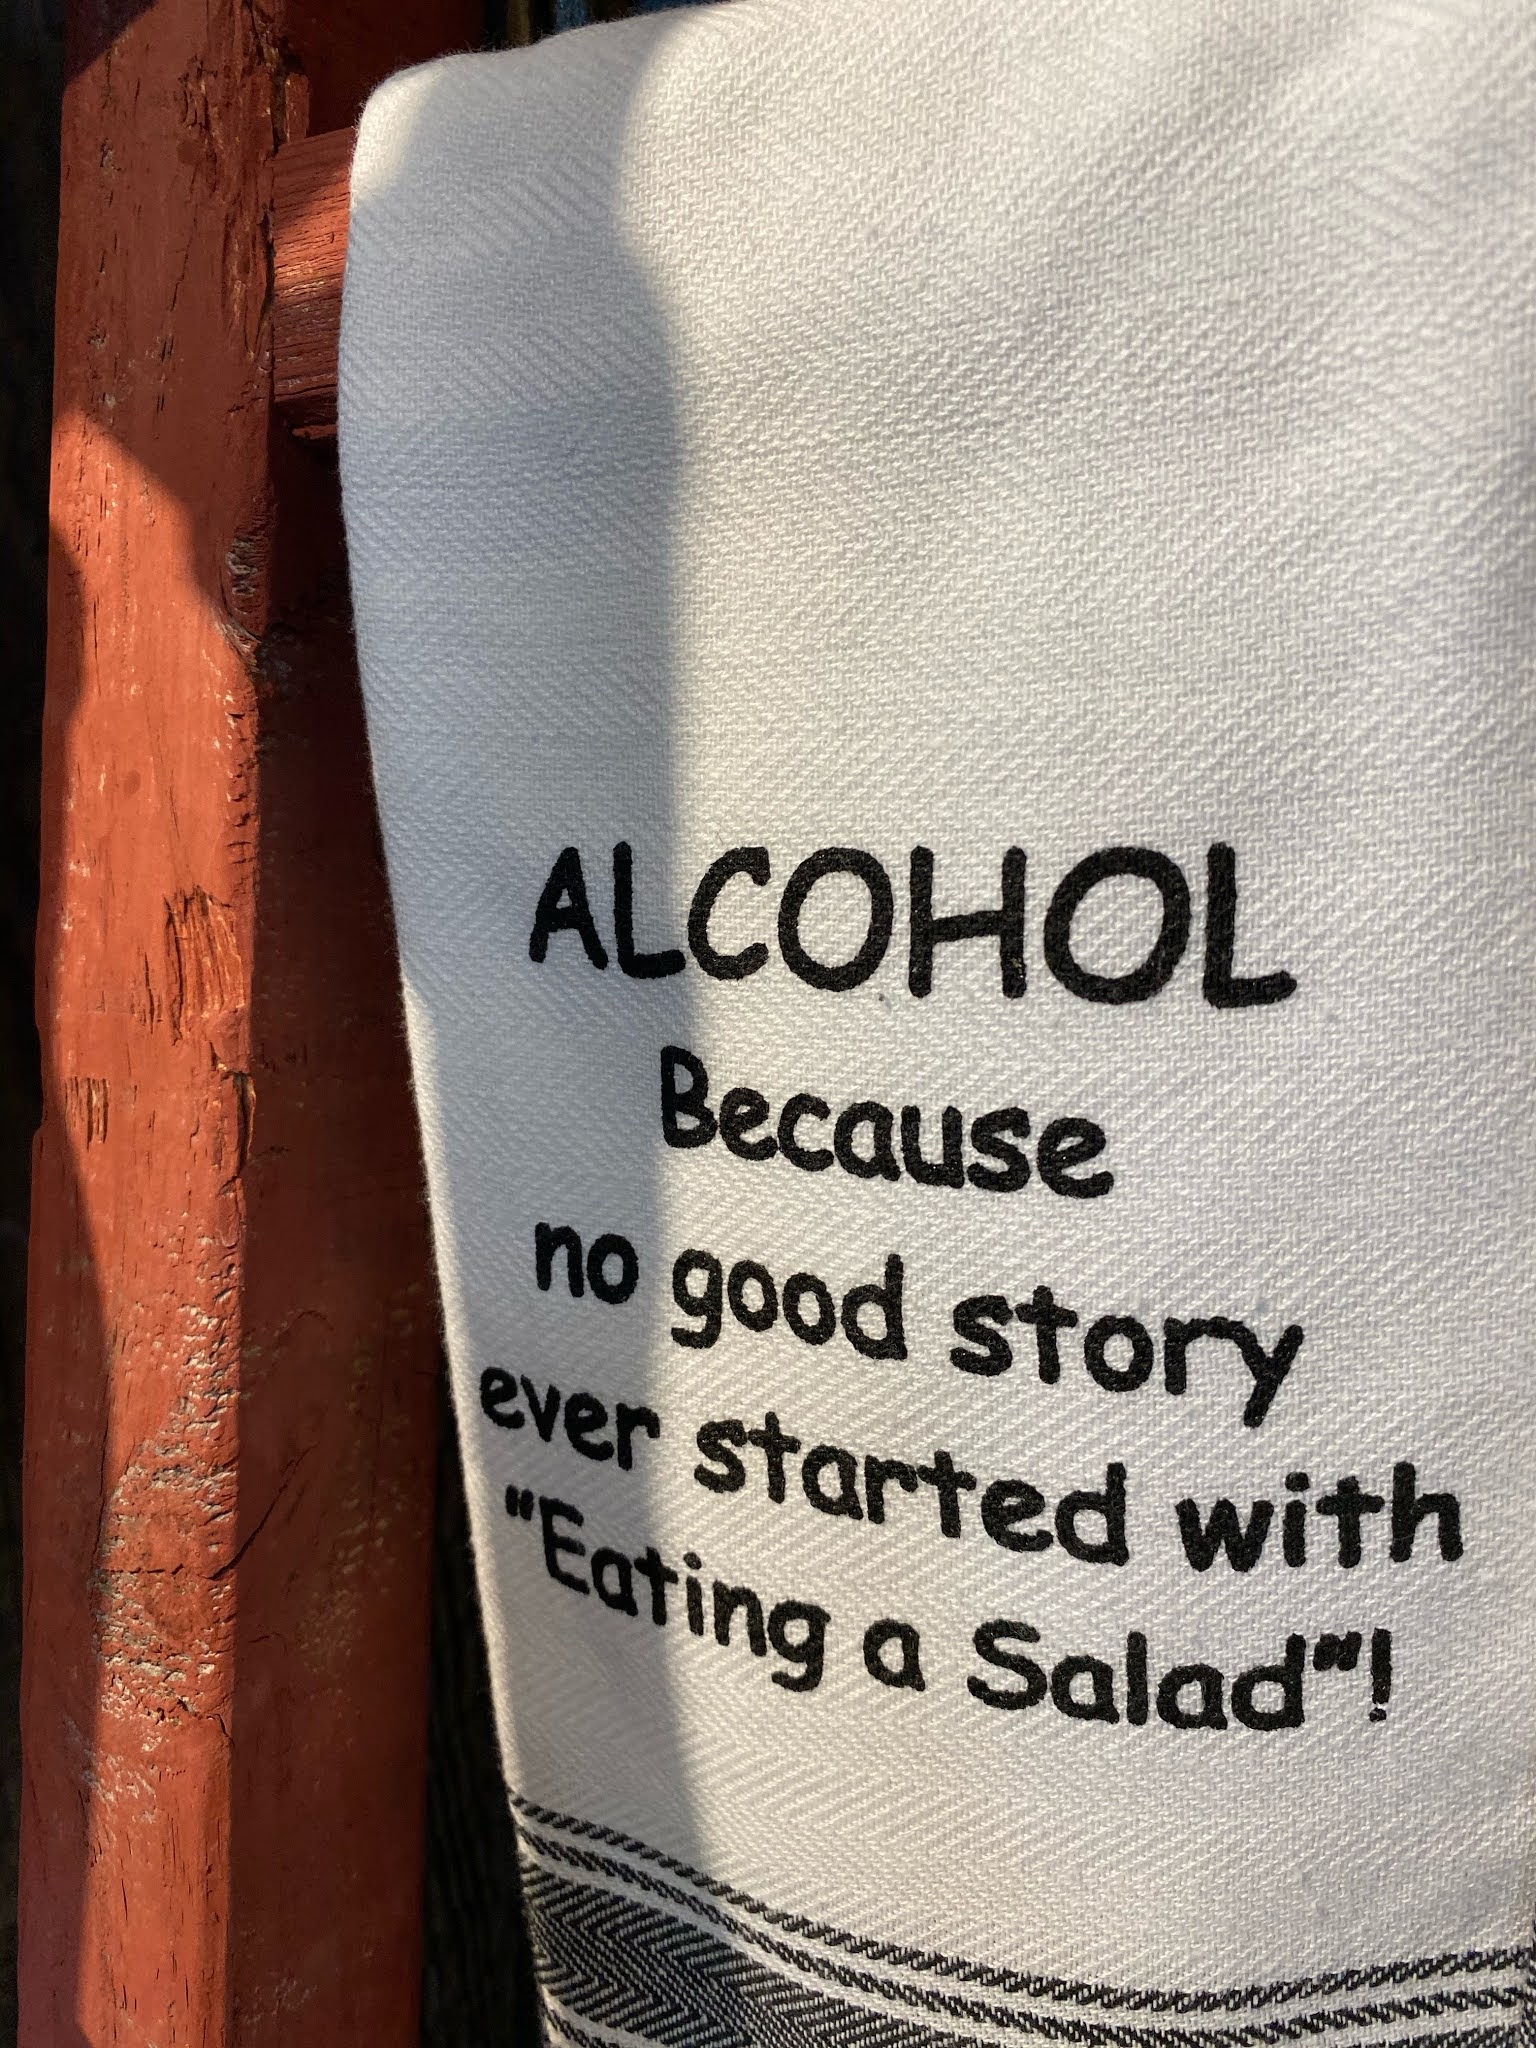 ALCOHOL
Because
no good story
ever started with
"Eating a Salad"!